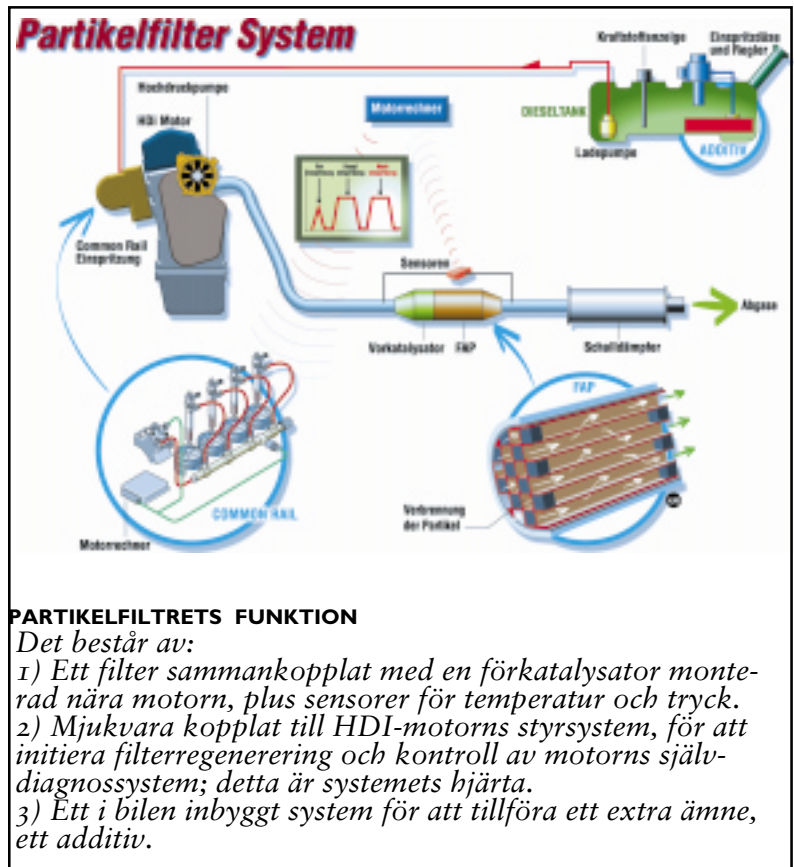 Partikelfilter System
Kraftstoffanzeige
Einspritzdüse
und Regler
Hochdruckpumpe
HDi Motor
Motorrechner
DIESELTANK
Ladepumpe
ADDITIV
Common Rail
Einspritzung
Sensoren
Abgase
Vorkatalysator FAP
Schalldämpfer
FAP
Verbrennung
der Partikel
COMMON RAIL
Motorrechner
PARTIKELFILTRETS FUNKTION
Det består av:
1) Ett filter sammankopplat med en förkatalysator monte-
rad nära motorn, plus sensorer för temperatur och tryck.
2) Mjukvara kopplat till HDI-motorns styrsystem, för att
initiera filterregenerering och kontroll av motorns själv-
diagnossystem; detta är systemets hjärta.
3) Ett i bilen inbyggt system för att tillföra ett extra ämne,
ett additiv.